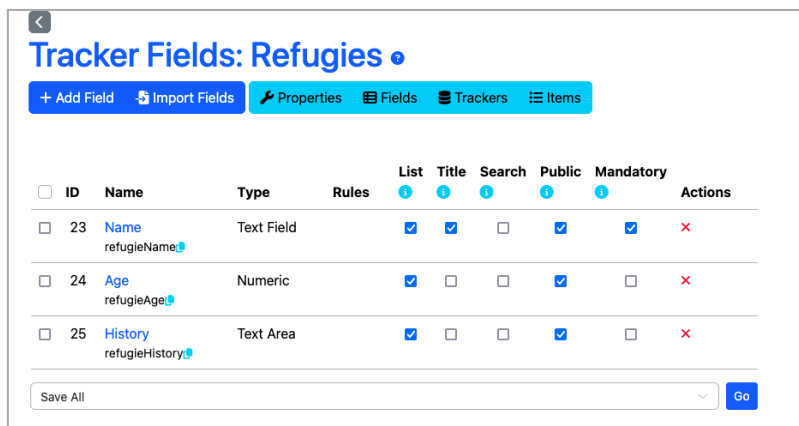 Tracker Fields: Refugies
+ Add Field Import Fields Properties Fields Trackers Items
ID Name Type Rules List Title Search Public Mandatory Actions
23 Name Text Field
refugieName
24 Age Numeric
refugieAge
25 History Text Area
refugieHistory
Save All Go